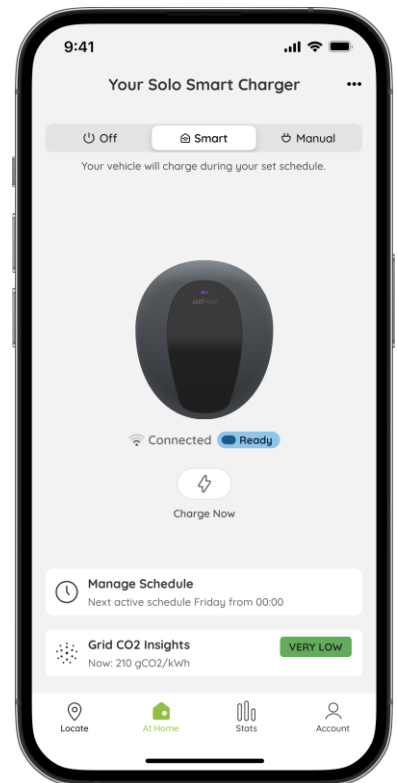 9:41
Your Solo Smart Charger
Off Smart Manual
Your vehicle will charge during your set schedule.
Connected Ready
Charge Now
Manage Schedule
Next active schedule Friday from 00:00
Grid CO2 Insights
VERY LOW
Now: 210 gCO2/kWh
Locate At Home Stats Account